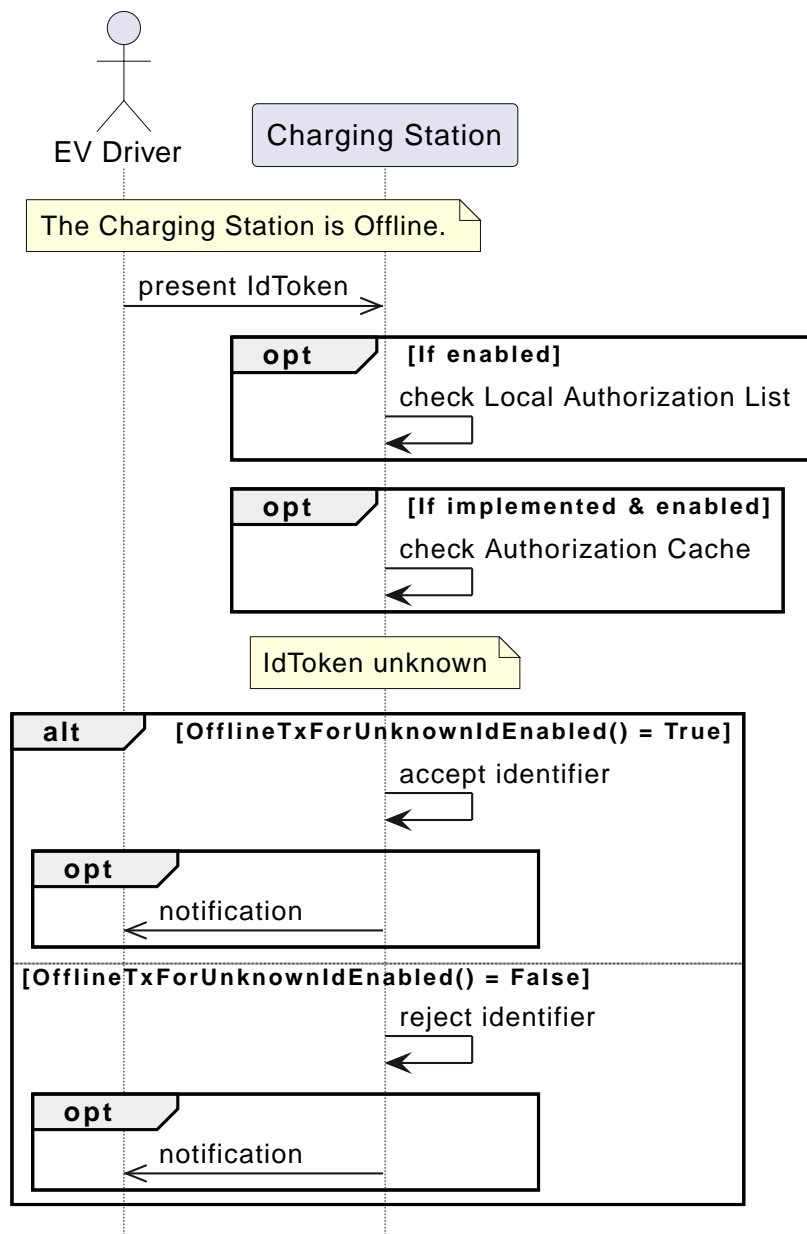 EV Driver
Charging Station
The Charging Station is Offline.
present IdToken
opt
[If enabled]
check Local Authorization List
opt
[If implemented & enabled]
check Authorization Cache
IdToken unknown
alt
[OfflineTxForUnknownIdEnabled() = True]
accept identifier
opt
notification
[OfflineTxForUnknownIdEnabled() = False]
reject identifier
opt
notification